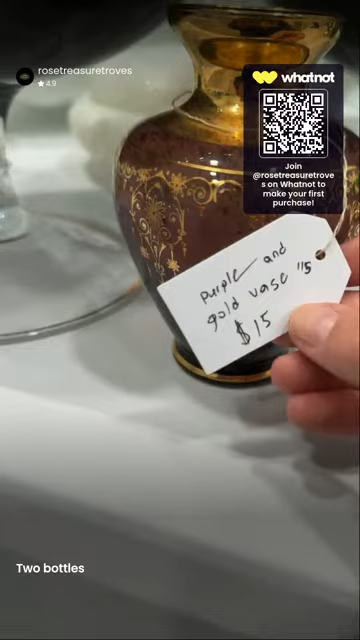 rosetreasuretroves
★ 4.9
whatnot
Join
@rosetreasuretrove
s on Whatnot to
make your first
purchase!
purple and
gold vase "5
$15
Two bottles